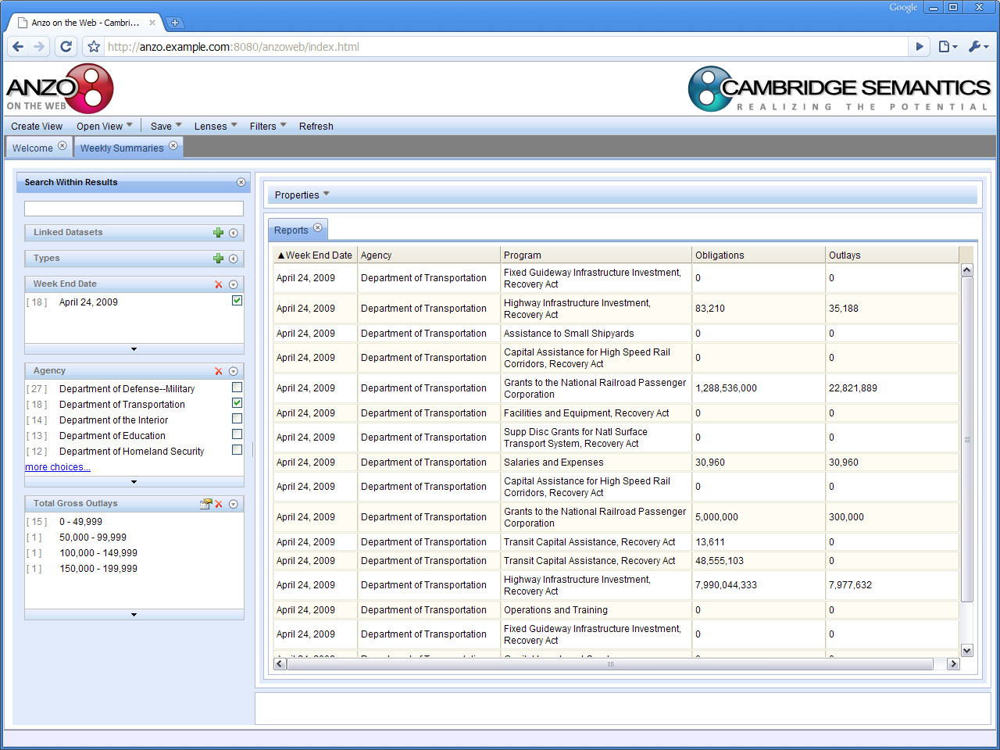 Google
Anzo on the Web - Cambri...
http://anzo.example.com:8080/anzoweb/index.html
ANZO
ON THE WEB
CAMBRIDGE SEMANTICS
REALIZING THE POTENTIAL
Create View Open View Save Lenses Filters Refresh
Welcome Weekly Summaries
Search Within Results
Linked Datasets
Types
Week End Date
[ 18 ] April 24, 2009
Agency
[ 27 ] Department of Defense--Military
[ 18 ] Department of Transportation
[ 14 ] Department of the Interior
[ 13 ] Department of Education
[ 12 ] Department of Homeland Security
more choices...
Total Gross Outlays
[ 15 ] 0 - 49,999
[ 1 ] 50,000 - 99,999
[ 1 ] 100,000 - 149,999
[ 1 ] 150,000 - 199,999
Properties
Reports
▲Week End Date Agency Program Obligations Outlays
April 24, 2009 Department of Transportation Fixed Guideway Infrastructure Investment, Recovery Act 0 0
April 24, 2009 Department of Transportation Highway Infrastructure Investment, Recovery Act 83,210 35,188
April 24, 2009 Department of Transportation Assistance to Small Shipyards 0 0
April 24, 2009 Department of Transportation Capital Assistance for High Speed Rail Corridors, Recovery Act 0 0
April 24, 2009 Department of Transportation Grants to the National Railroad Passenger Corporation 1,288,536,000 22,821,889
April 24, 2009 Department of Transportation Facilities and Equipment, Recovery Act 0 0
April 24, 2009 Department of Transportation Supp Disc Grants for Natl Surface Transport System, Recovery Act 0 0
April 24, 2009 Department of Transportation Salaries and Expenses 30,960 30,960
April 24, 2009 Department of Transportation Capital Assistance for High Speed Rail Corridors, Recovery Act 0 0
April 24, 2009 Department of Transportation Grants to the National Railroad Passenger Corporation 5,000,000 300,000
April 24, 2009 Department of Transportation Transit Capital Assistance, Recovery Act 13,611 0
April 24, 2009 Department of Transportation Transit Capital Assistance, Recovery Act 48,555,103 0
April 24, 2009 Department of Transportation Highway Infrastructure Investment, Recovery Act 7,990,044,333 7,977,632
April 24, 2009 Department of Transportation Operations and Training 0 0
April 24, 2009 Department of Transportation Fixed Guideway Infrastructure Investment, Recovery Act 0 0
April 24, 2009 Department of Transportation